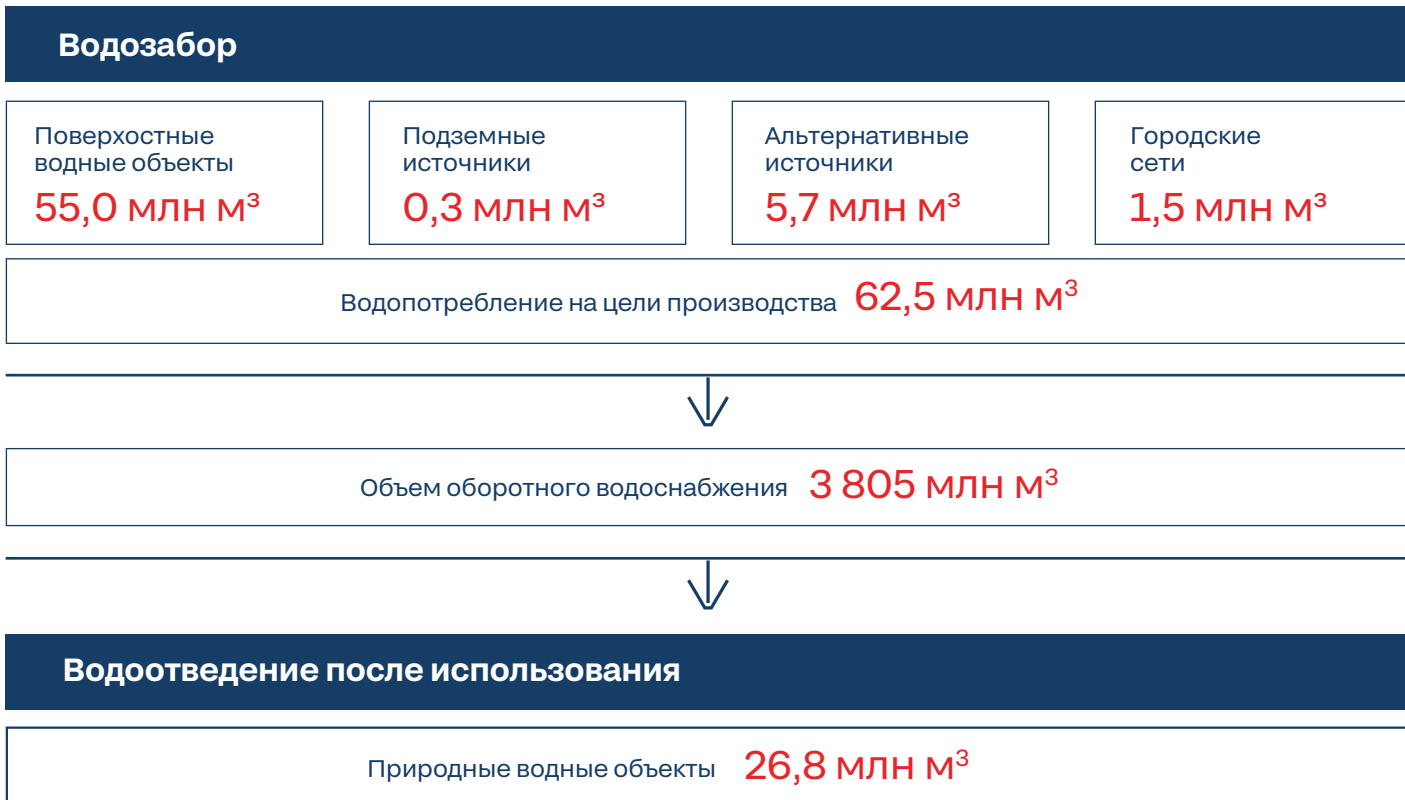 Водозабор
Поверхостные
водные объекты
55,0 млн м³
Подземные
источники
0,3 млн м³
Альтернативные
источники
5,7 млн м³
Городские
сети
1,5 млн м³
Водопотребление на цели производства 62,5 млн м³
Объем оборотного водоснабжения 3 805 млн м³
Водоотведение после использования
Природные водные объекты 26,8 млн м³